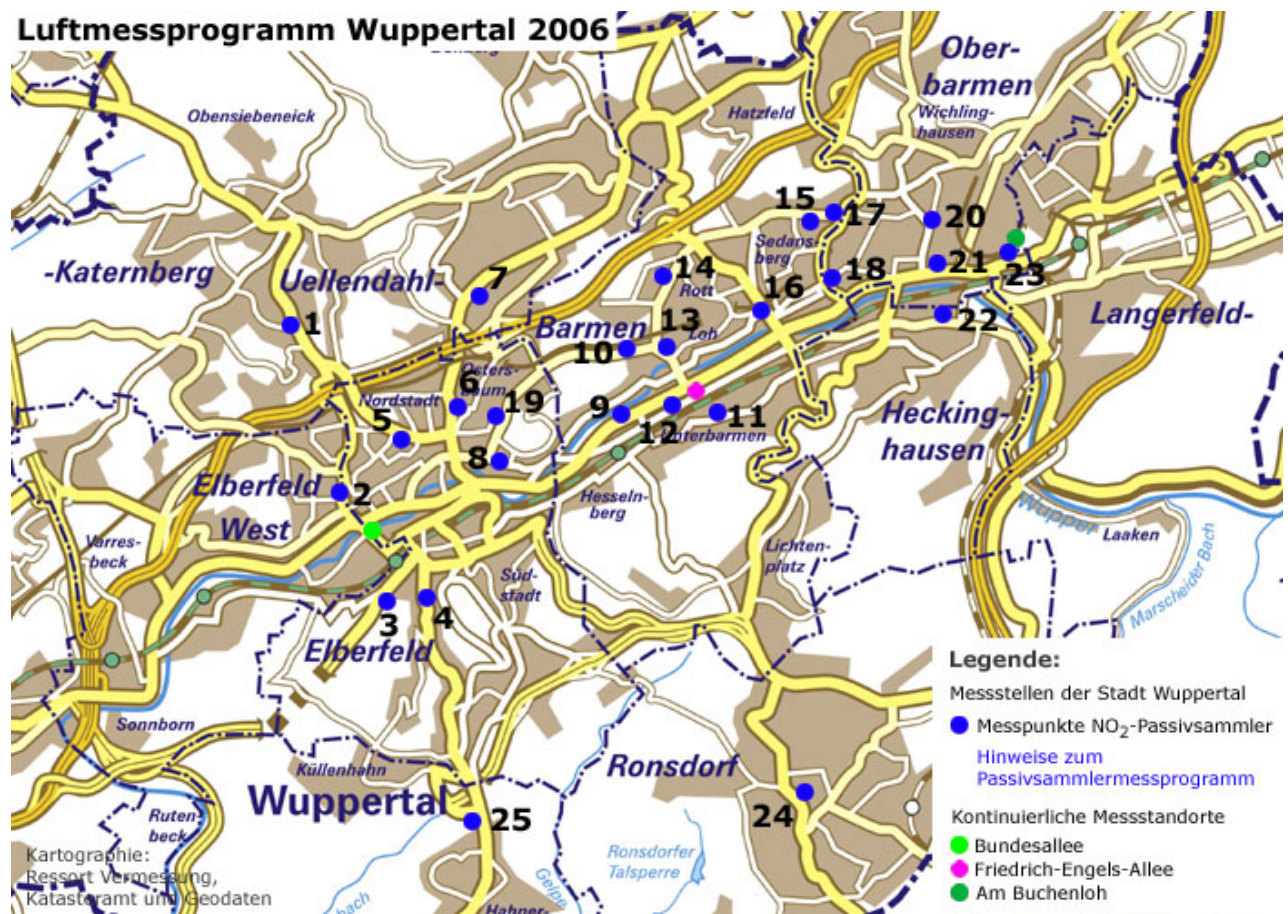 Luftmessprogramm Wuppertal 2006
Ober-
barmen
Obensiebeneick
Hatzfeld
Wichling-
hausen
-Katernberg
Uellendahl-
7
14
Rott
15
17
Sedans-
berg
20
21
23
18
16
1
Barmen
13
Loh
10
22
Langerfeld-
Osters-
baum
6
Nordstadt
19
5
9
12
11
Unterbarmen
Hecking-
hausen
8
Elberfeld
West
2
Varres-
beck
Hesseln-
berg
Wupper
Laaken
Lichten-
platz
Marscheider Bach
Süd-
stadt
3
4
Elberfeld
Sonnborn
Küllenhahn
Ronsdorf
Wuppertal
25
24
Ruten-
beck
Ronsdorfer
Talsperre
Gelpe
bach
Hahner-
Kartographie:
Ressort Vermessung,
Katasteramt und Geodaten
Legende:
Messstellen der Stadt Wuppertal
Messpunkte NO2-Passivsammler
Hinweise zum
Passivsammlermessprogramm
Kontinuierliche Messstandorte
Bundesallee
Friedrich-Engels-Allee
Am Buchenloh